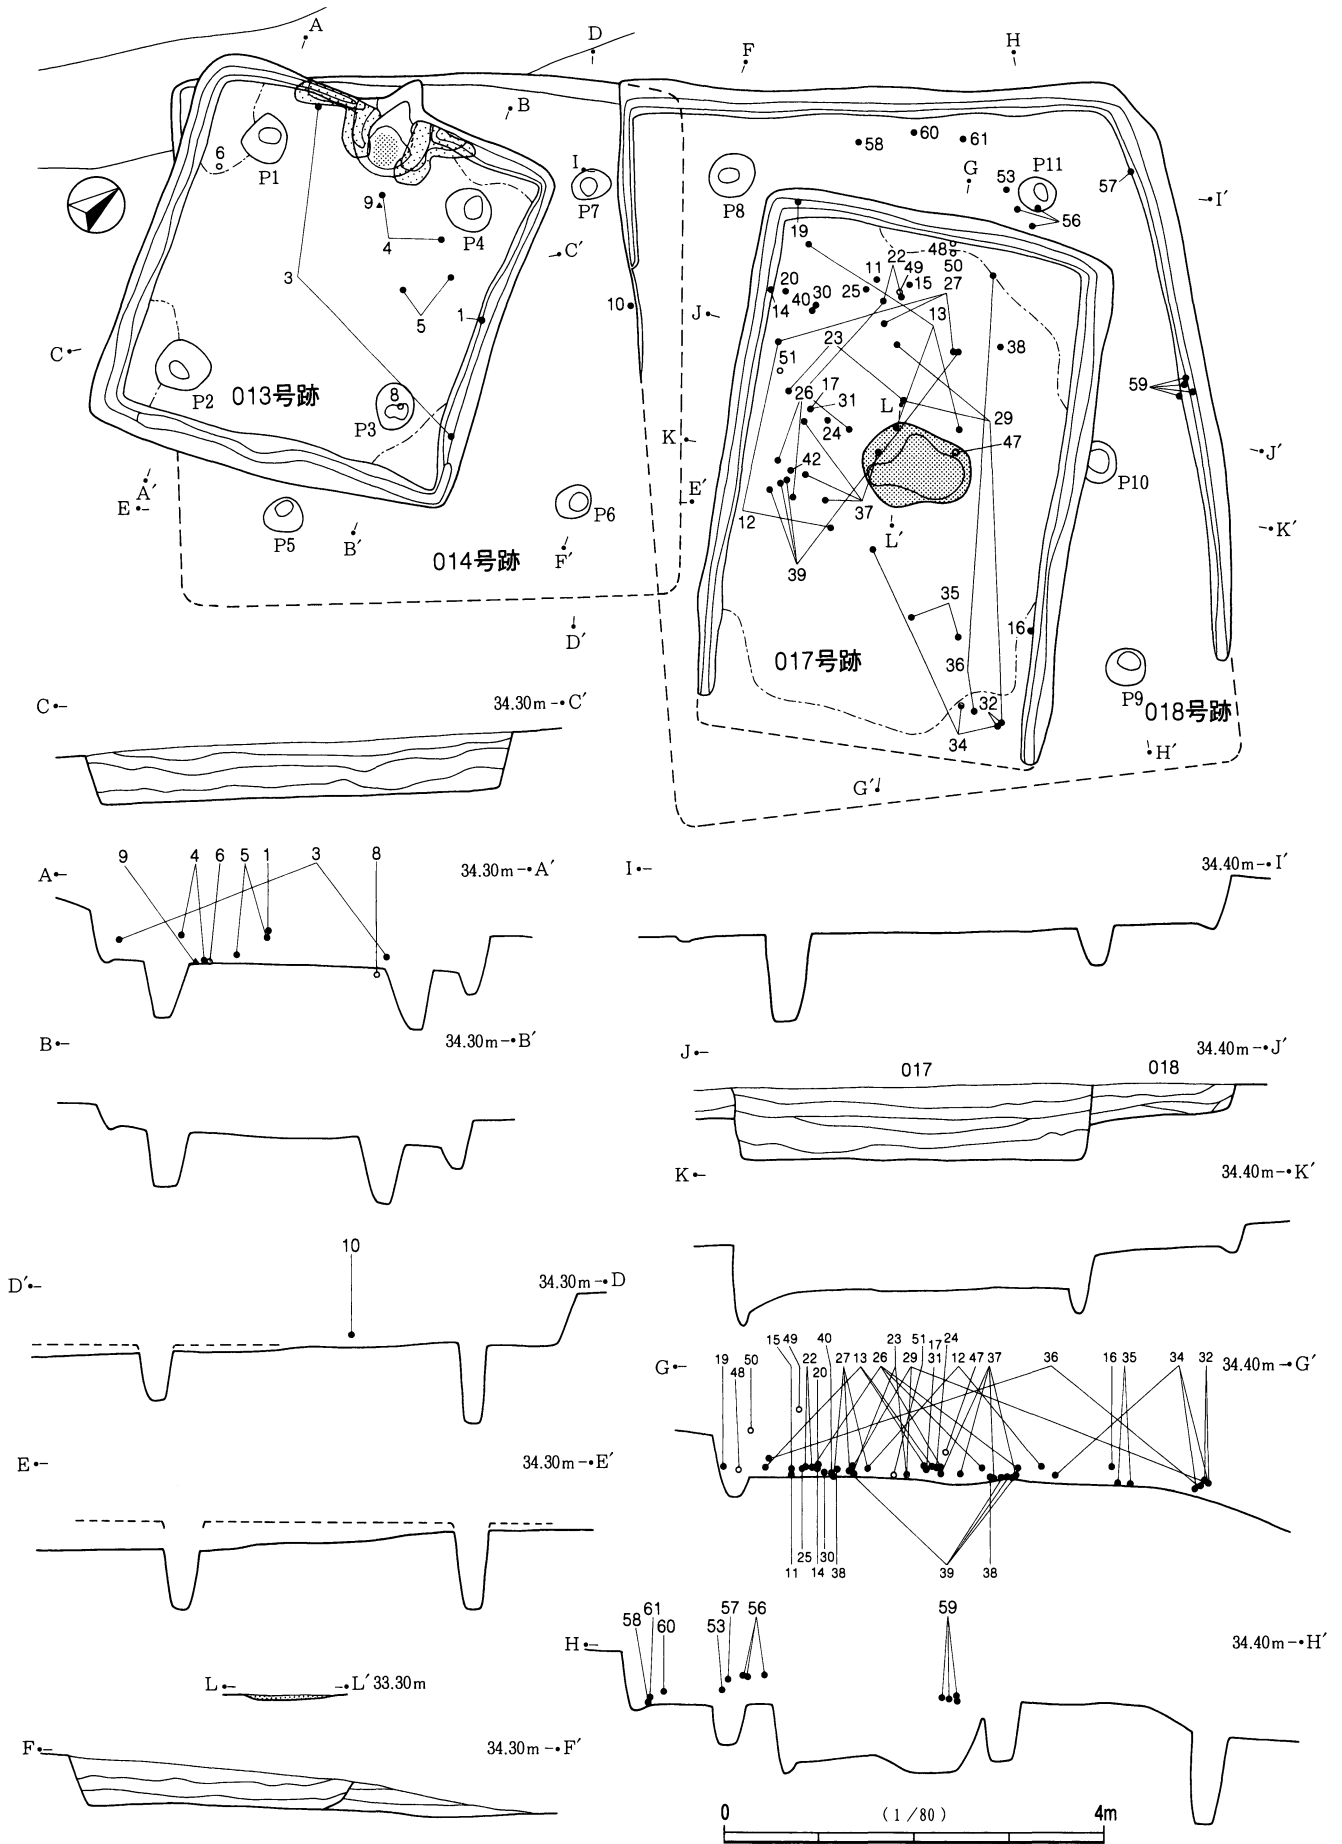 A
D
F
H
B
I
P7
P8
58
60
61
G
53
P11
56
57
I′
6
P1
9
4
P4
C′
3
5
1
10
J
19
22
48
50
11
49
15
27
20
14
40
30
25
13
23
38
51
26
17
31
24
L
29
47
59
J′
C
P2
013号跡
8
P3
K
42
37
P10
K′
E
A′
P5
B′
P6
F′
E′
12
L′
39
014号跡
D′
35
16
017号跡
36
32
34
P9
018号跡
H′
G′
C
34.30m
C′
9
4
6
5
1
3
8
A
34.30m
A′
I
34.40m
I′
B
34.30m
B′
J
34.40m
J′
017
018
K
34.40m
K′
10
D′
34.30m
D
15
49
50
40
23
51
17
24
19
48
22
20
27
13
26
29
31
12
47
37
36
16
35
34
32
G
34.40m
G′
E
34.30m
E′
25
30
11
14
38
39
38
61
57
56
58
60
53
59
H
34.40m
H′
L
L′
33.30m
F
34.30m
F′
0
(1/80)
4m